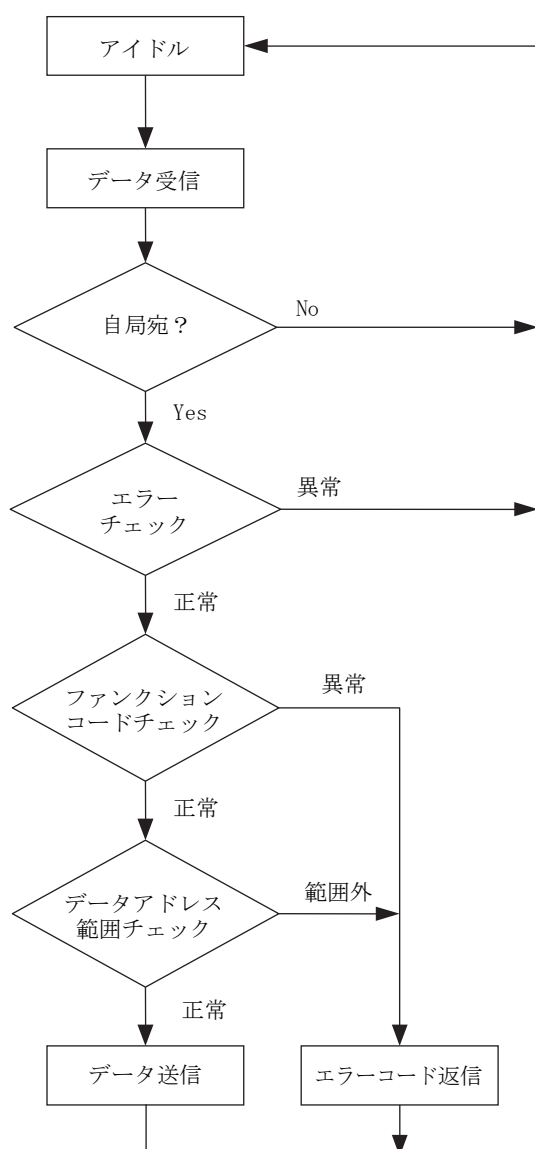 アイドル
データ受信
自局宛？
No
Yes
エラー
チェック
異常
正常
ファンクション
コードチェック
異常
正常
データアドレス
範囲チェック
範囲外
正常
データ送信
エラーコード返信